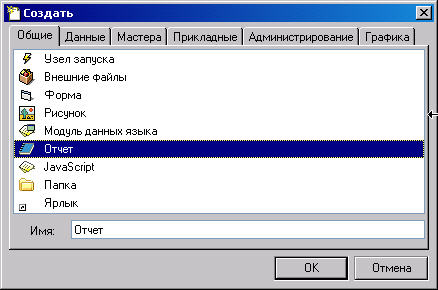 Создать
Общие Данные Мастера Прикладные Администрирование Графика
Узел запуска
Внешние файлы
Форма
Рисунок
Модуль данных языка
Отчет
JavaScript
Папка
Ярлык
Имя: Отчет
OK Отмена